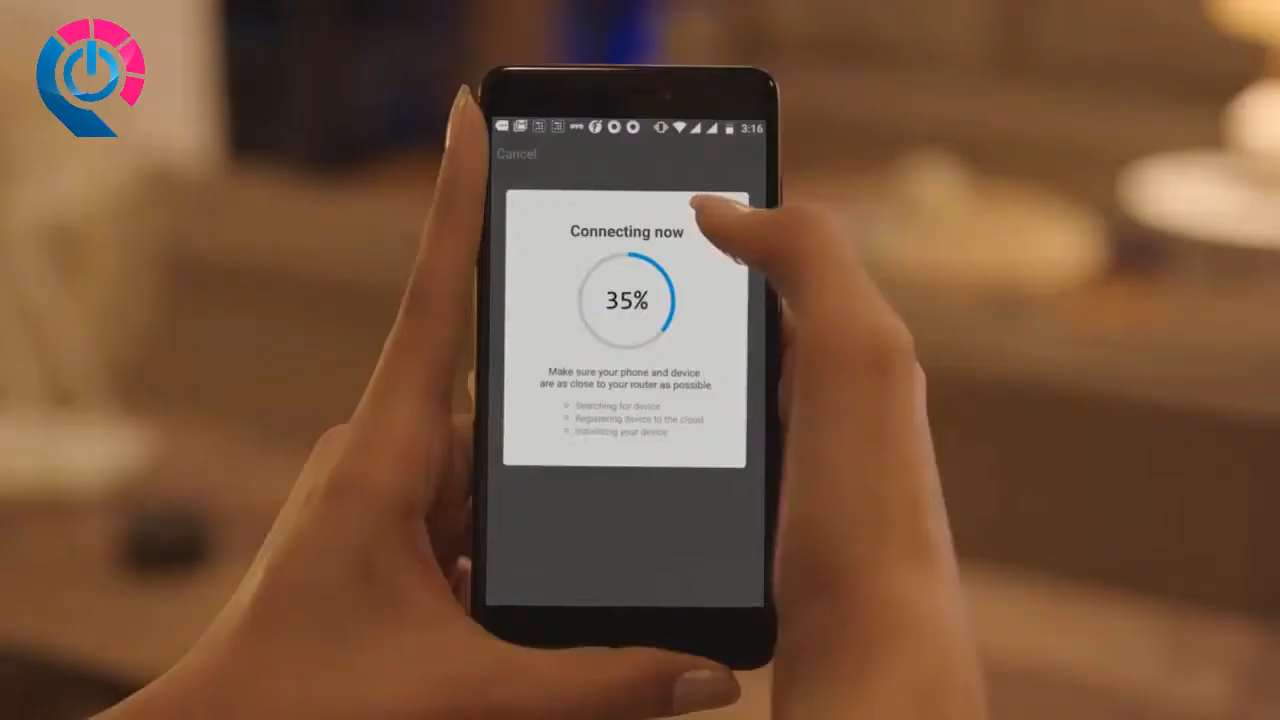 3:16
Cancel
Connecting now
35%
Make sure your phone and device
are as close to your router as possible
Searching for device
Registering device to the cloud
Initializing your device